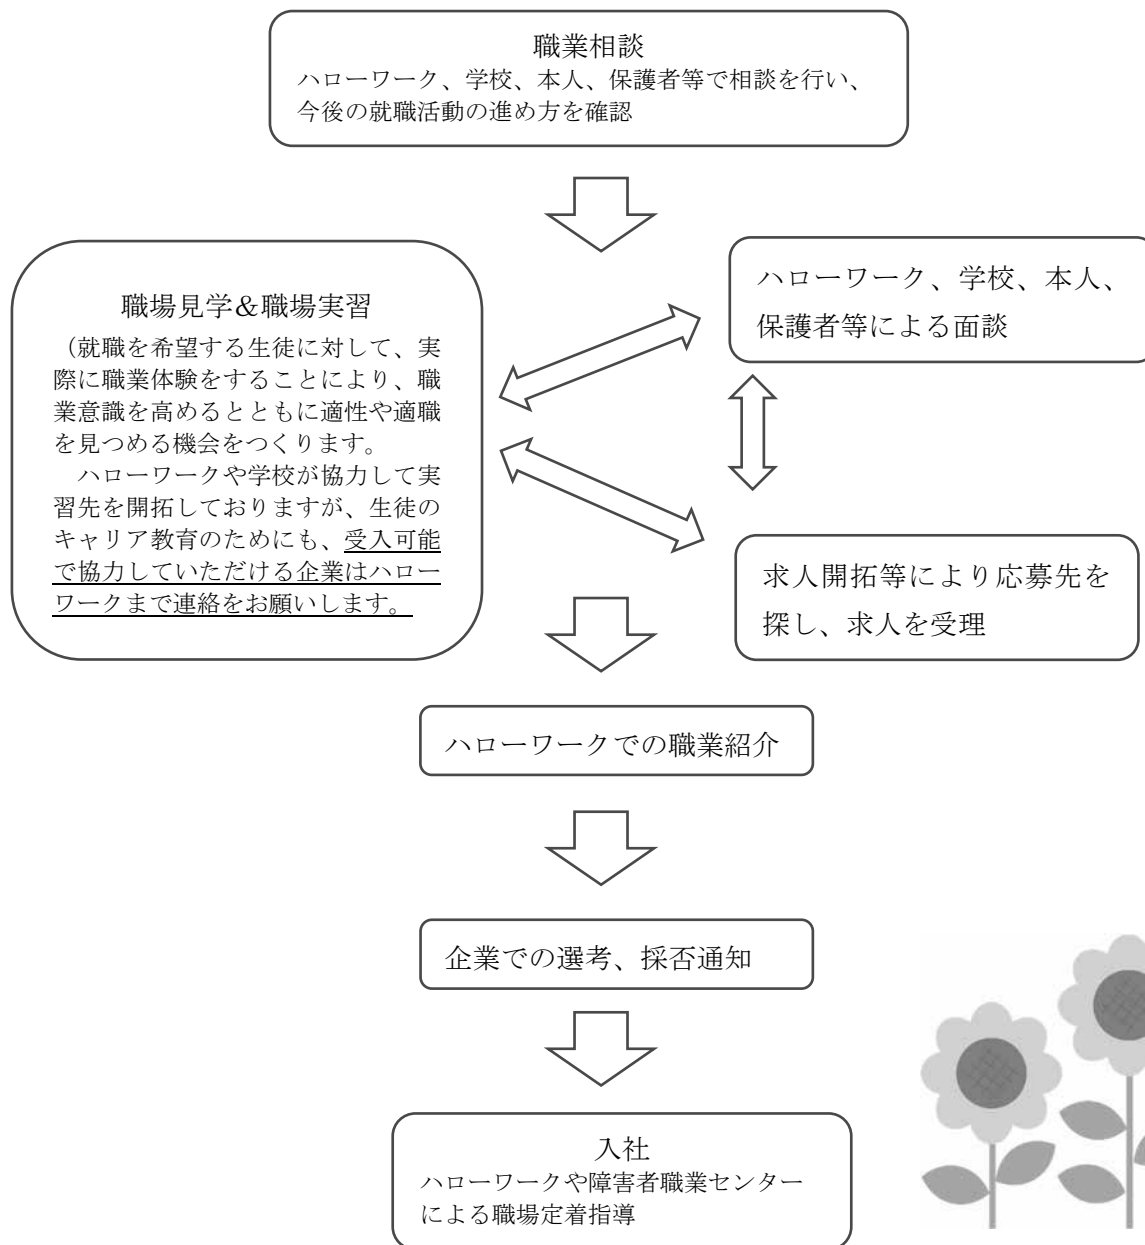 職業相談
ハローワーク、学校、本人、保護者等で相談を行い、
今後の就職活動の進め方を確認
職場見学&職場実習
(就職を希望する生徒に対して、実
際に職業体験をすることにより、職
業意識を高めるとともに適性や適職
を見つめる機会をつくります。
ハローワークや学校が協力して実
習先を開拓しておりますが、生徒の
キャリア教育のためにも、受入可能
で協力していただける企業はハロー
ワークまで連絡をお願いします。
ハローワーク、学校、本人、
保護者等による面談
求人開拓等により応募先を
探し、求人を受理
ハローワークでの職業紹介
企業での選考、採否通知
入社
ハローワークや障害者職業センター
による職場定着指導